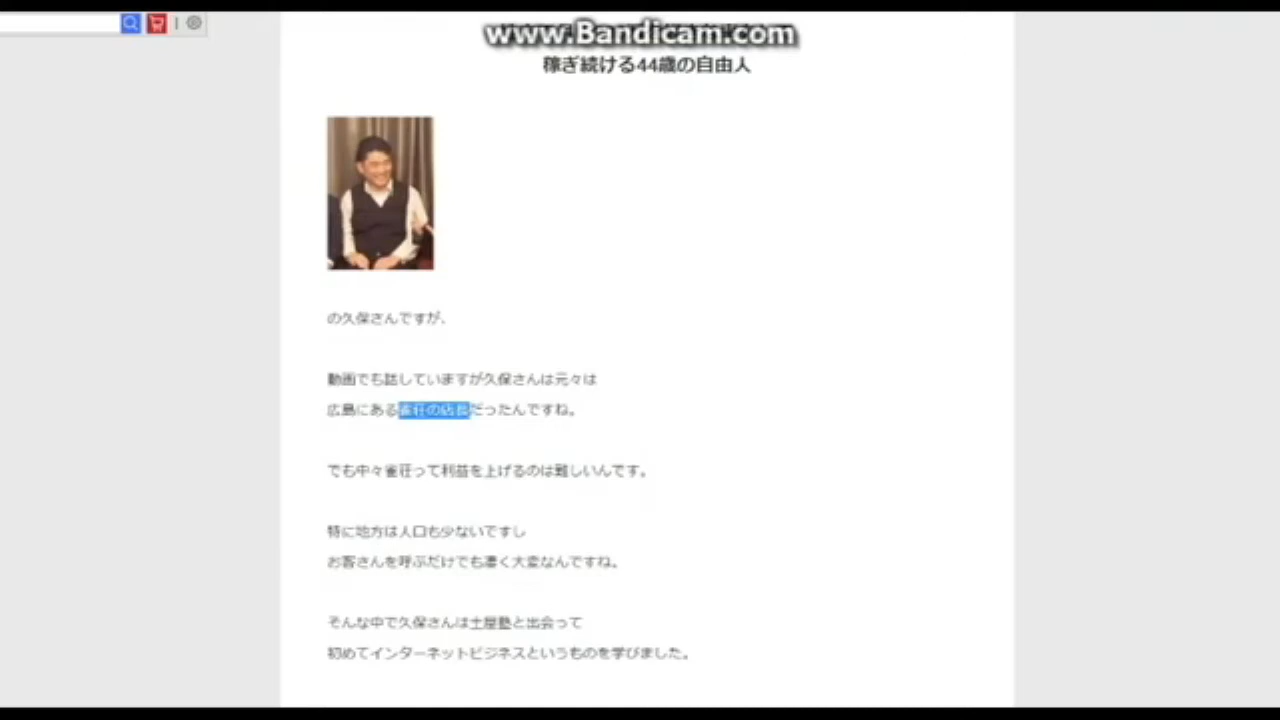 www.Bandicam.com
稼ぎ続ける44歳の自由人
の久保さんですが、
動画でも話していますが久保さんは元々は
広島にある雀荘の店長だったんですね。
でも中々雀荘って利益を上げるのは難しいんです。
特に地方は人口も少ないですし
お客さんを呼ぶだけでも凄く大変なんですね。
そんな中で久保さんは土屋塾と出会って
初めてインターネットビジネスというものを学びました。